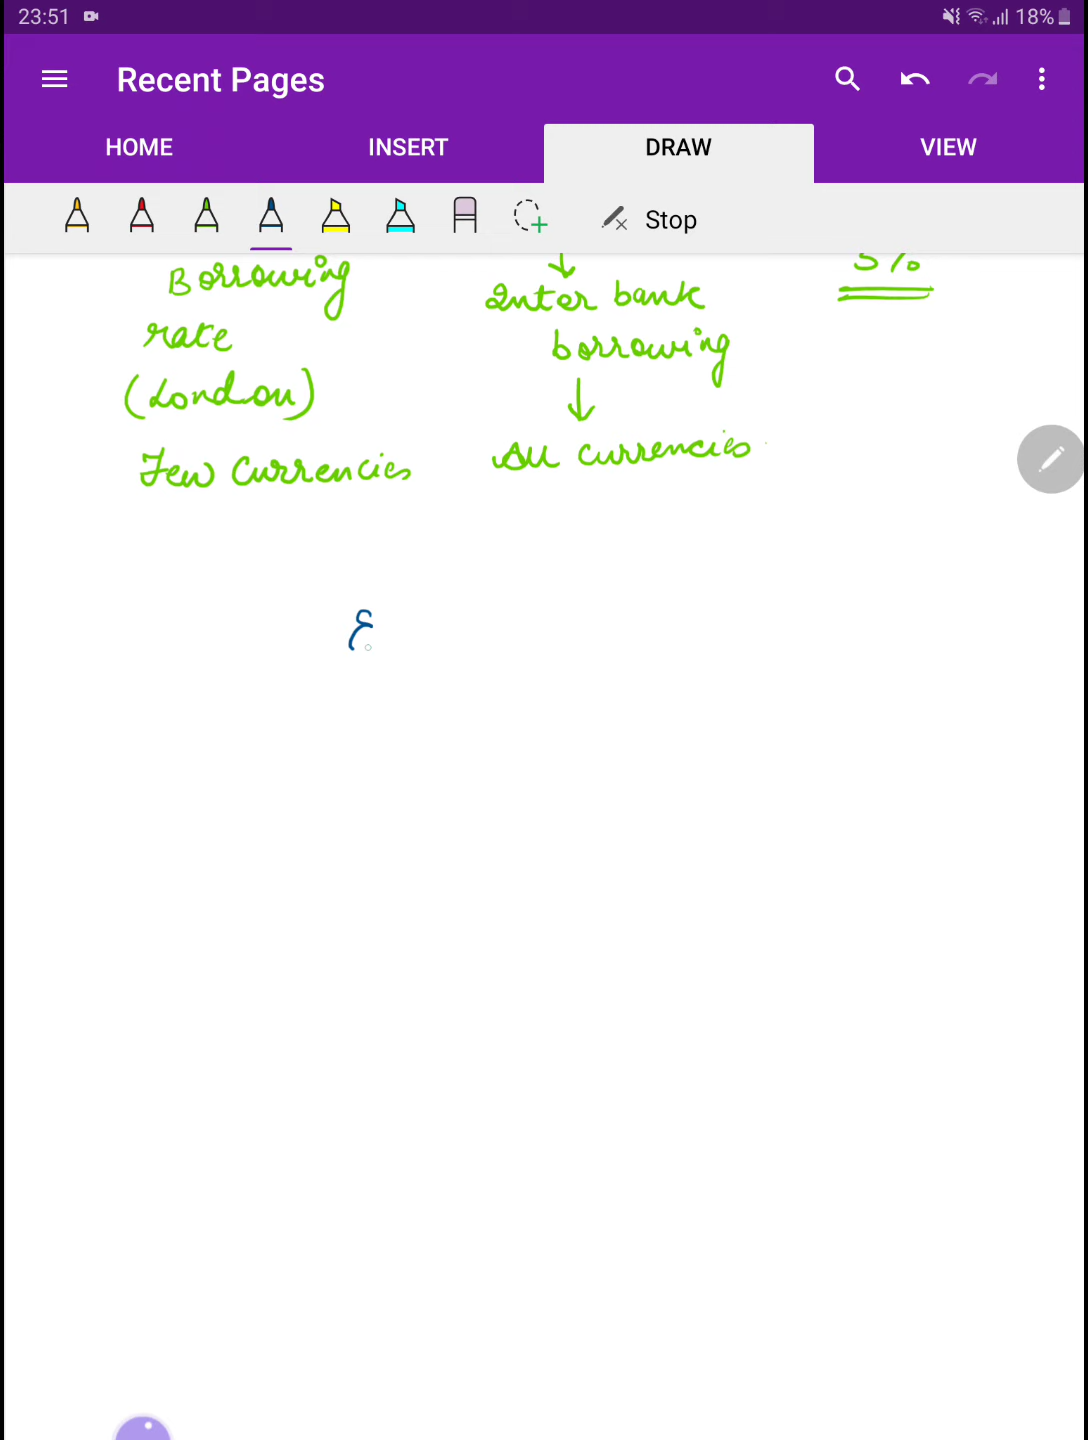 23:51 18%
Recent Pages
HOME INSERT DRAW VIEW
Stop
Borrowing
rate
(London)
Few Currencies
Inter bank
borrowing
All currencies
5%